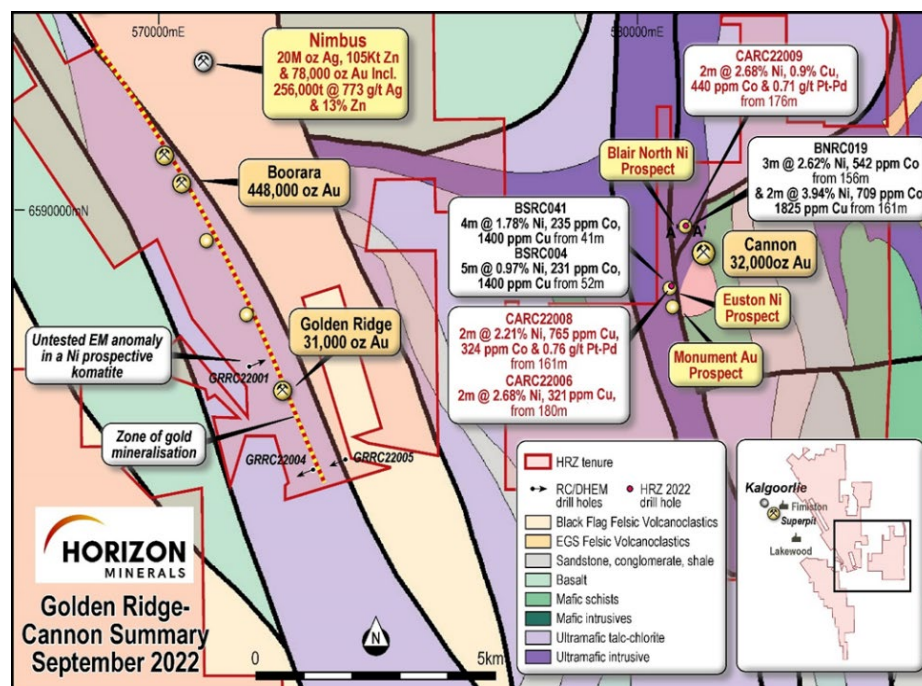 570000mE
580000mE
6590000mN
Nimbus
20M oz Ag, 105Kt Zn
& 78,000 oz Au Incl.
256,000t @ 773 g/t Ag
& 13% Zn
CARC22009
2m @ 2.68% Ni, 0.9% Cu,
440 ppm Co & 0.71 g/t Pt-Pd
from 176m
Blair North Ni
Prospect
BNRC019
3m @ 2.62% Ni, 542 ppm Co
from 156m
& 2m @ 3.94% Ni, 709 ppm Co
1825 ppm Cu from 161m
Boorara
448,000 oz Au
BSRC041
4m @ 1.78% Ni, 235 ppm Co,
1400 ppm Cu from 41m
BSRC004
5m @ 0.97% Ni, 231 ppm Co,
1400 ppm Cu from 52m
A
A'
Cannon
32,000oz Au
Euston Ni
Prospect
Monument Au
Prospect
CARC22008
2m @ 2.21% Ni, 765 ppm Cu,
324 ppm Co & 0.76 g/t Pt-Pd
from 161m
CARC22006
2m @ 2.68% Ni, 321 ppm Cu,
from 180m
Golden Ridge
31,000 oz Au
Untested EM anomaly
in a Ni prospective
komatite
GRRC22001
Zone of gold
mineralisation
GRRC22004
GRRC22005
HORIZON
MINERALS
Golden Ridge-
Cannon Summary
September 2022
N
0
5km
HRZ tenure
RC/DHEM
drill holes
HRZ 2022
drill hole
Black Flag Felsic Volcanoclastics
EGS Felsic Volcanoclastics
Sandstone, conglomerate, shale
Basalt
Mafic schists
Mafic intrusives
Ultramafic talc-chlorite
Ultramafic intrusive
Kalgoorlie
Fimiston
Superpit
Lakewood